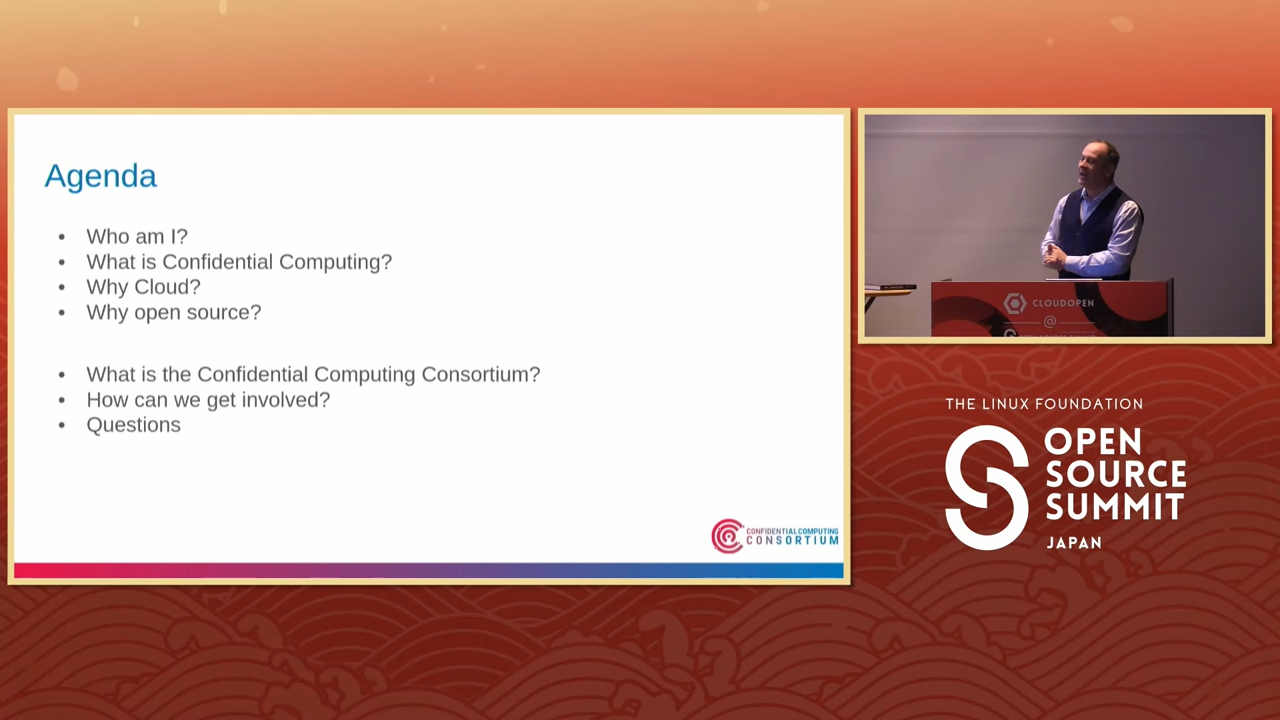 Agenda
• Who am I?
• What is Confidential Computing?
• Why Cloud?
• Why open source?
• What is the Confidential Computing Consortium?
• How can we get involved?
• Questions
CONFIDENTIAL COMPUTING
CONSORTIUM
CLOUDOPEN
@
THE LINUX FOUNDATION
OPEN
SOURCE
SUMMIT
JAPAN